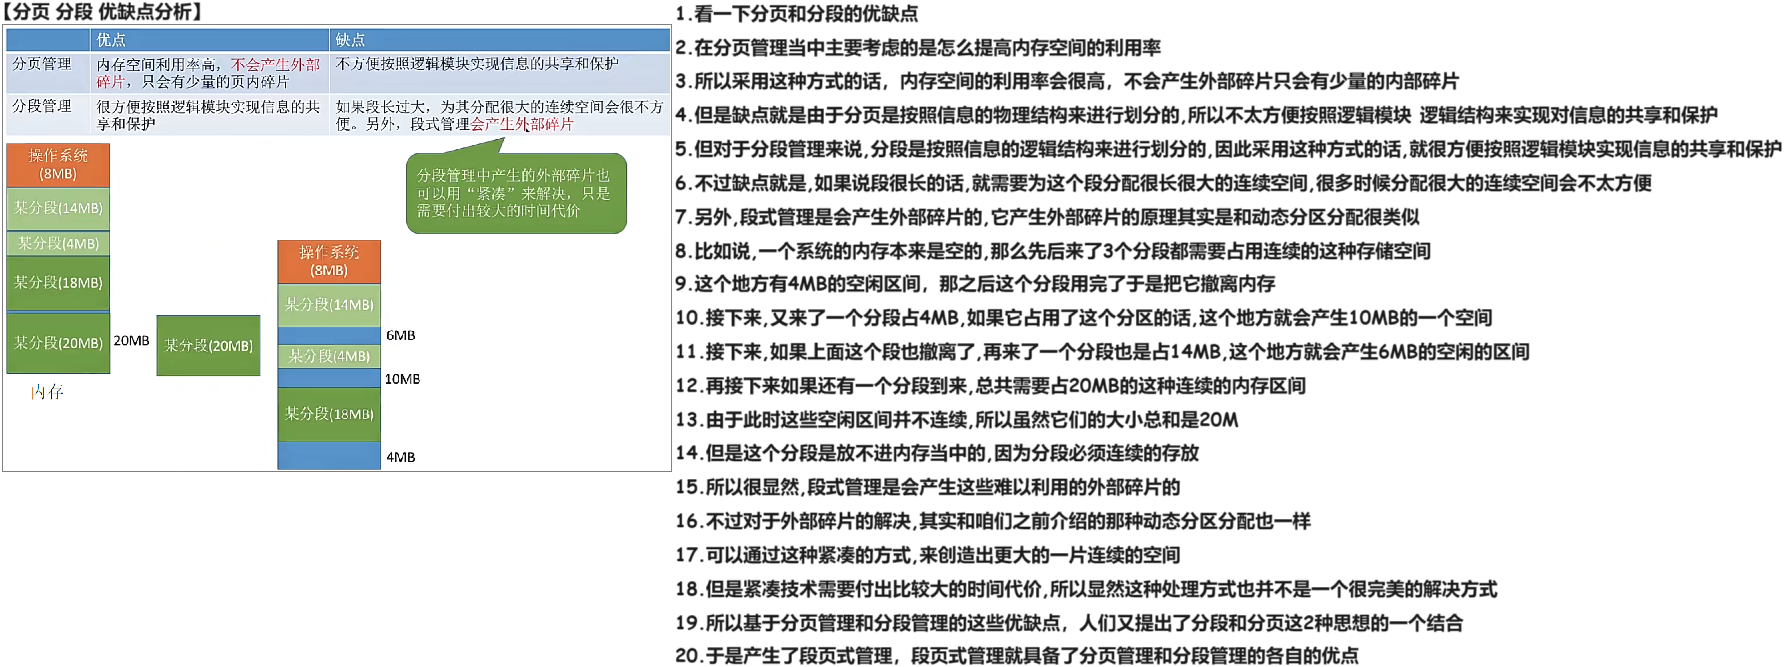 【分页 分段 优缺点分析】
优点 缺点
分页管理 内存空间利用率高，不会产生外部碎片，只会有少量的页内碎片 不方便按照逻辑模块实现信息的共享和保护
分段管理 很方便按照逻辑模块实现信息的共享和保护 如果段长过大，为其分配很大的连续空间会很不方便。另外，段式管理会产生外部碎片
分段管理中产生的外部碎片也
可以用“紧凑”来解决，只是
需要付出较大的时间代价
操作系统
(8MB)
某分段(14MB)
某分段(4MB)
某分段(18MB)
某分段(20MB)
20MB
内存
某分段(20MB)
操作系统
(8MB)
某分段(14MB)
6MB
某分段(4MB)
10MB
某分段(18MB)
4MB
1.看一下分页和分段的优缺点
2.在分页管理当中主要考虑的是怎么提高内存空间的利用率
3.所以采用这种方式的话，内存空间的利用率会很高，不会产生外部碎片只会有少量的内部碎片
4.但是缺点就是由于分页是按照信息的物理结构来进行划分的,所以不太方便按照逻辑模块 逻辑结构来实现对信息的共享和保护
5.但对于分段管理来说,分段是按照信息的逻辑结构来进行划分的,因此采用这种方式的话,就很方便按照逻辑模块实现信息的共享和保护
6.不过缺点就是,如果说段很长的话,就需要为这个段分配很长很大的连续空间,很多时候分配很大的连续空间会不太方便
7.另外,段式管理是会产生外部碎片的,它产生外部碎片的原理其实是和动态分区分配很类似
8.比如说,一个系统的内存本来是空的,那么先后来了3个分段都需要占用连续的这种存储空间
9.这个地方有4MB的空闲区间，那之后这个分段用完了于是把它撤离内存
10.接下来,又来了一个分段占4MB,如果它占用了这个分区的话,这个地方就会产生10MB的一个空间
11.接下来,如果上面这个段也撤离了,再来了一个分段也是占14MB,这个地方就会产生6MB的空闲的区间
12.再接下来如果还有一个分段到来,总共需要占20MB的这种连续的内存区间
13.由于此时这些空闲区间并不连续,所以虽然它们的大小总和是20M
14.但是这个分段是放不进内存当中的,因为分段必须连续的存放
15.所以很显然,段式管理是会产生这些难以利用的外部碎片的
16.不过对于外部碎片的解决,其实和咱们之前介绍的那种动态分区分配也一样
17.可以通过这种紧凑的方式,来创造出更大的一片连续的空间
18.但是紧凑技术需要付出比较大的时间代价,所以显然这种处理方式也并不是一个很完美的解决方式
19.所以基于分页管理和分段管理的这些优缺点，人们又提出了分段和分页这2种思想的一个结合
20.于是产生了段页式管理，段页式管理就具备了分页管理和分段管理的各自的优点